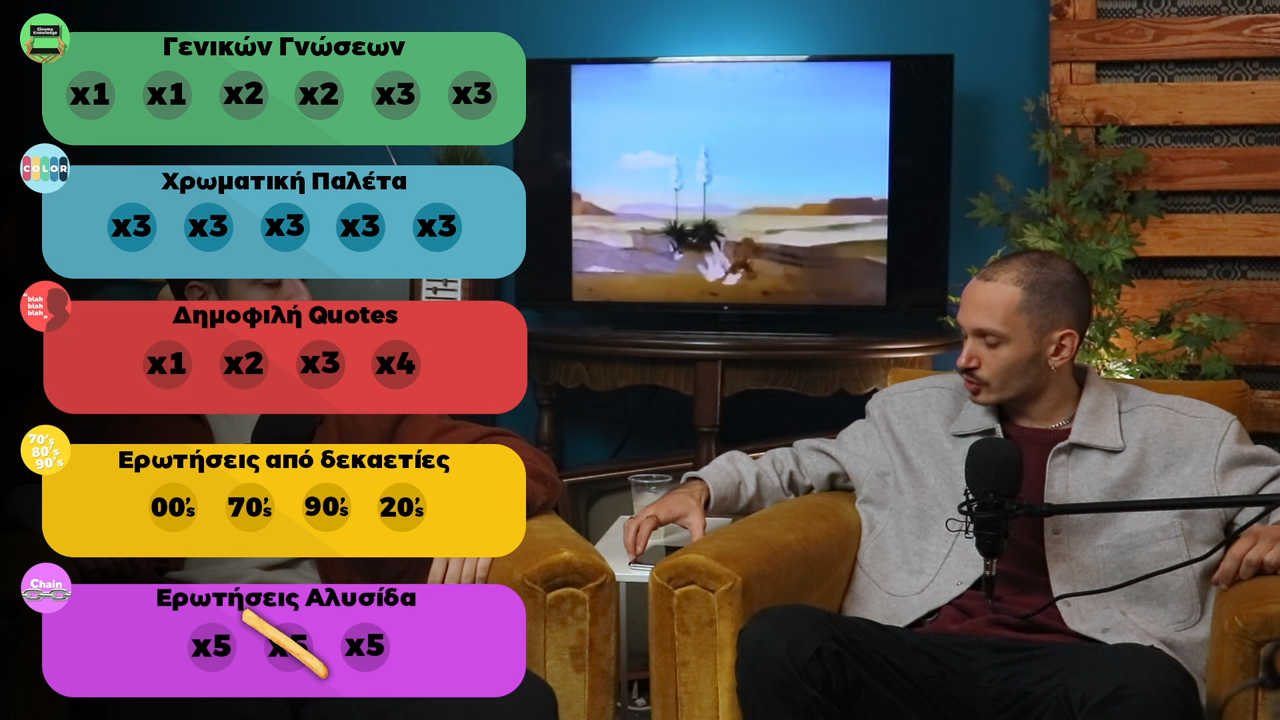 Cinema
Knowledge
Γενικών Γνώσεων
x1 x1 x2 x2 x3 x3
COLOR
Χρωματική Παλέτα
x3 x3 x3 x3 x3
"blah
blah
blah"
Δημοφιλή Quotes
x1 x2 x3 x4
70's
80's
90's
Ερωτήσεις από δεκαετίες
00's 70's 90's 20's
Chain
Ερωτήσεις Αλυσίδα
x5 x5 x5